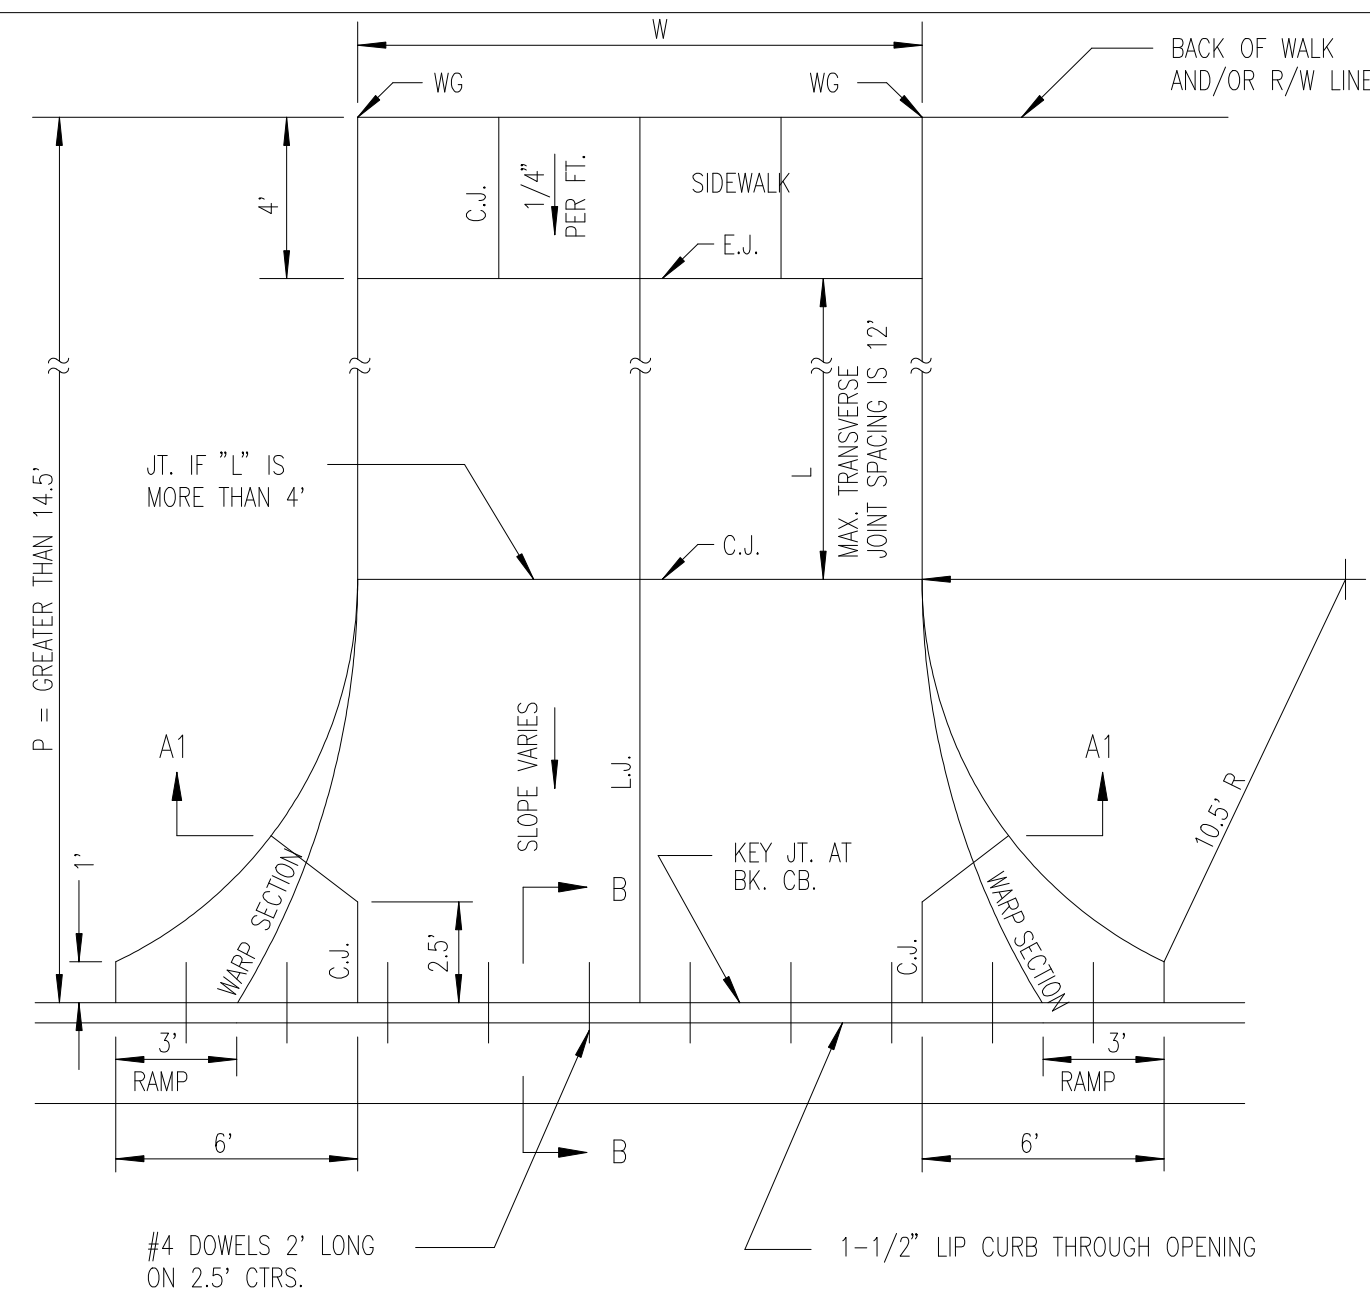 W
BACK OF WALK
AND/OR R/W LINE
WG
WG
4'
C.J.
1/4"
PER FT.
SIDEWALK
E.J.
MAX. TRANSVERSE
JOINT SPACING IS 12'
L
JT. IF "L" IS
MORE THAN 4'
C.J.
P = GREATER THAN 14.5'
A1
A1
SLOPE VARIES
L.J.
10.5' R
1'
KEY JT. AT
BK. CB.
B
WARP SECTION
WARP SECTION
C.J.
2.5'
C.J.
3'
RAMP
3'
RAMP
6'
B
6'
#4 DOWELS 2' LONG
ON 2.5' CTRS.
1-1/2" LIP CURB THROUGH OPENING